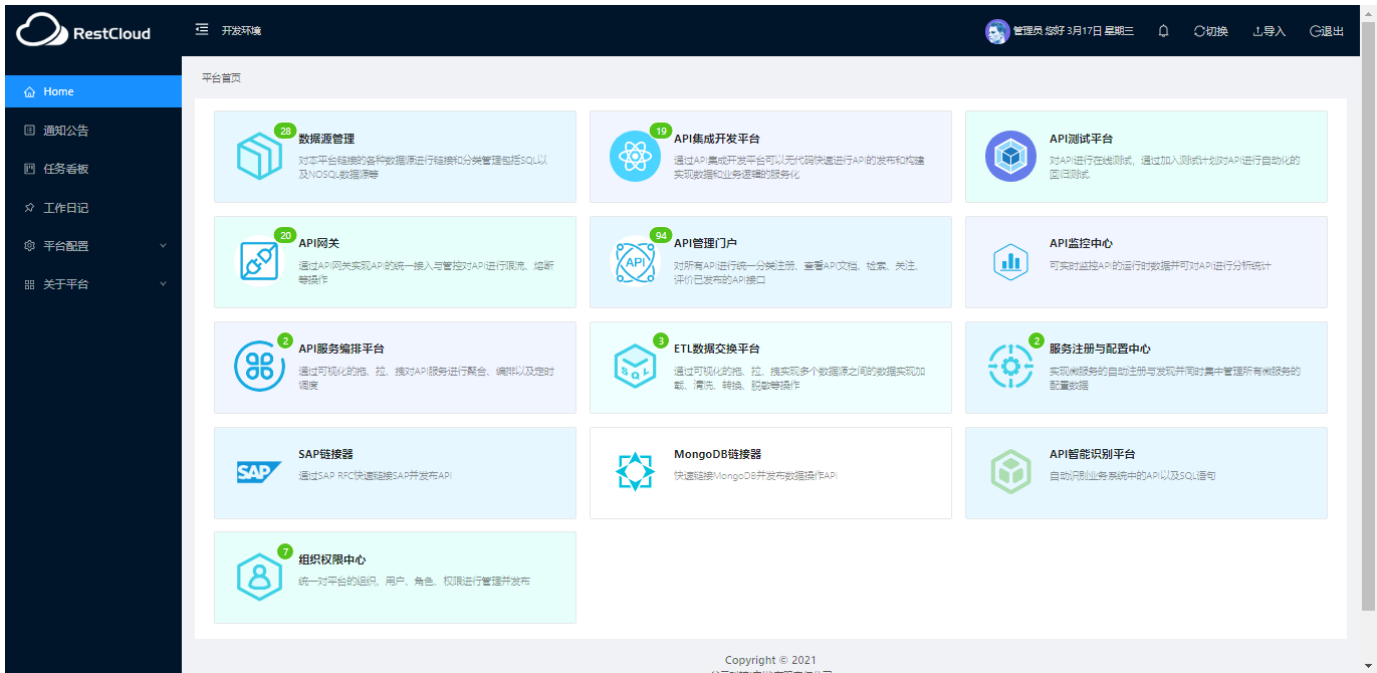 RestCloud
开发环境
管理员 您好 3月17日 星期三
切换
导入
退出
Home
通知公告
任务看板
工作日记
平台配置
关于平台
平台首页
28
数据源管理
对本平台链接的各种数据源进行链接和分类管理包括SQL以
及NOSQL数据源等
19
API集成开发平台
通过API集成开发平台可以无代码快速进行API的发布和构建
实现数据和业务逻辑的服务化
API测试平台
对API进行在线测试，通过加入测试计划对API进行自动化的
回归测试
20
API网关
通过API网关实现API的统一接入与管控对API进行限流、熔断
等操作
94
API
API管理门户
对所有API进行统一分类注册、查看API文档、检索、关注、
评价已发布的API接口
API监控中心
可实时监控API的运行时数据并可对API进行分析统计
2
API服务编排平台
通过可视化的拖、拉、拽对API服务进行聚合、编排以及定时
调度
3
SQL
ETL数据交换平台
通过可视化的拖、拉、拽实现多个数据源之间的数据实现加
载、清洗、转换、脱敏等操作
2
服务注册与配置中心
实现微服务的自动注册与发现并同时集中管理所有微服务的
配置数据
SAP
SAP链接器
通过SAP RFC快速链接SAP并发布API
MongoDB链接器
快速链接MongoDB并发布数据操作API
API智能识别平台
自动识别业务系统中的API以及SQL语句
7
组织权限中心
统一对平台的组织、用户、角色、权限进行管理并发布
Copyright © 2021